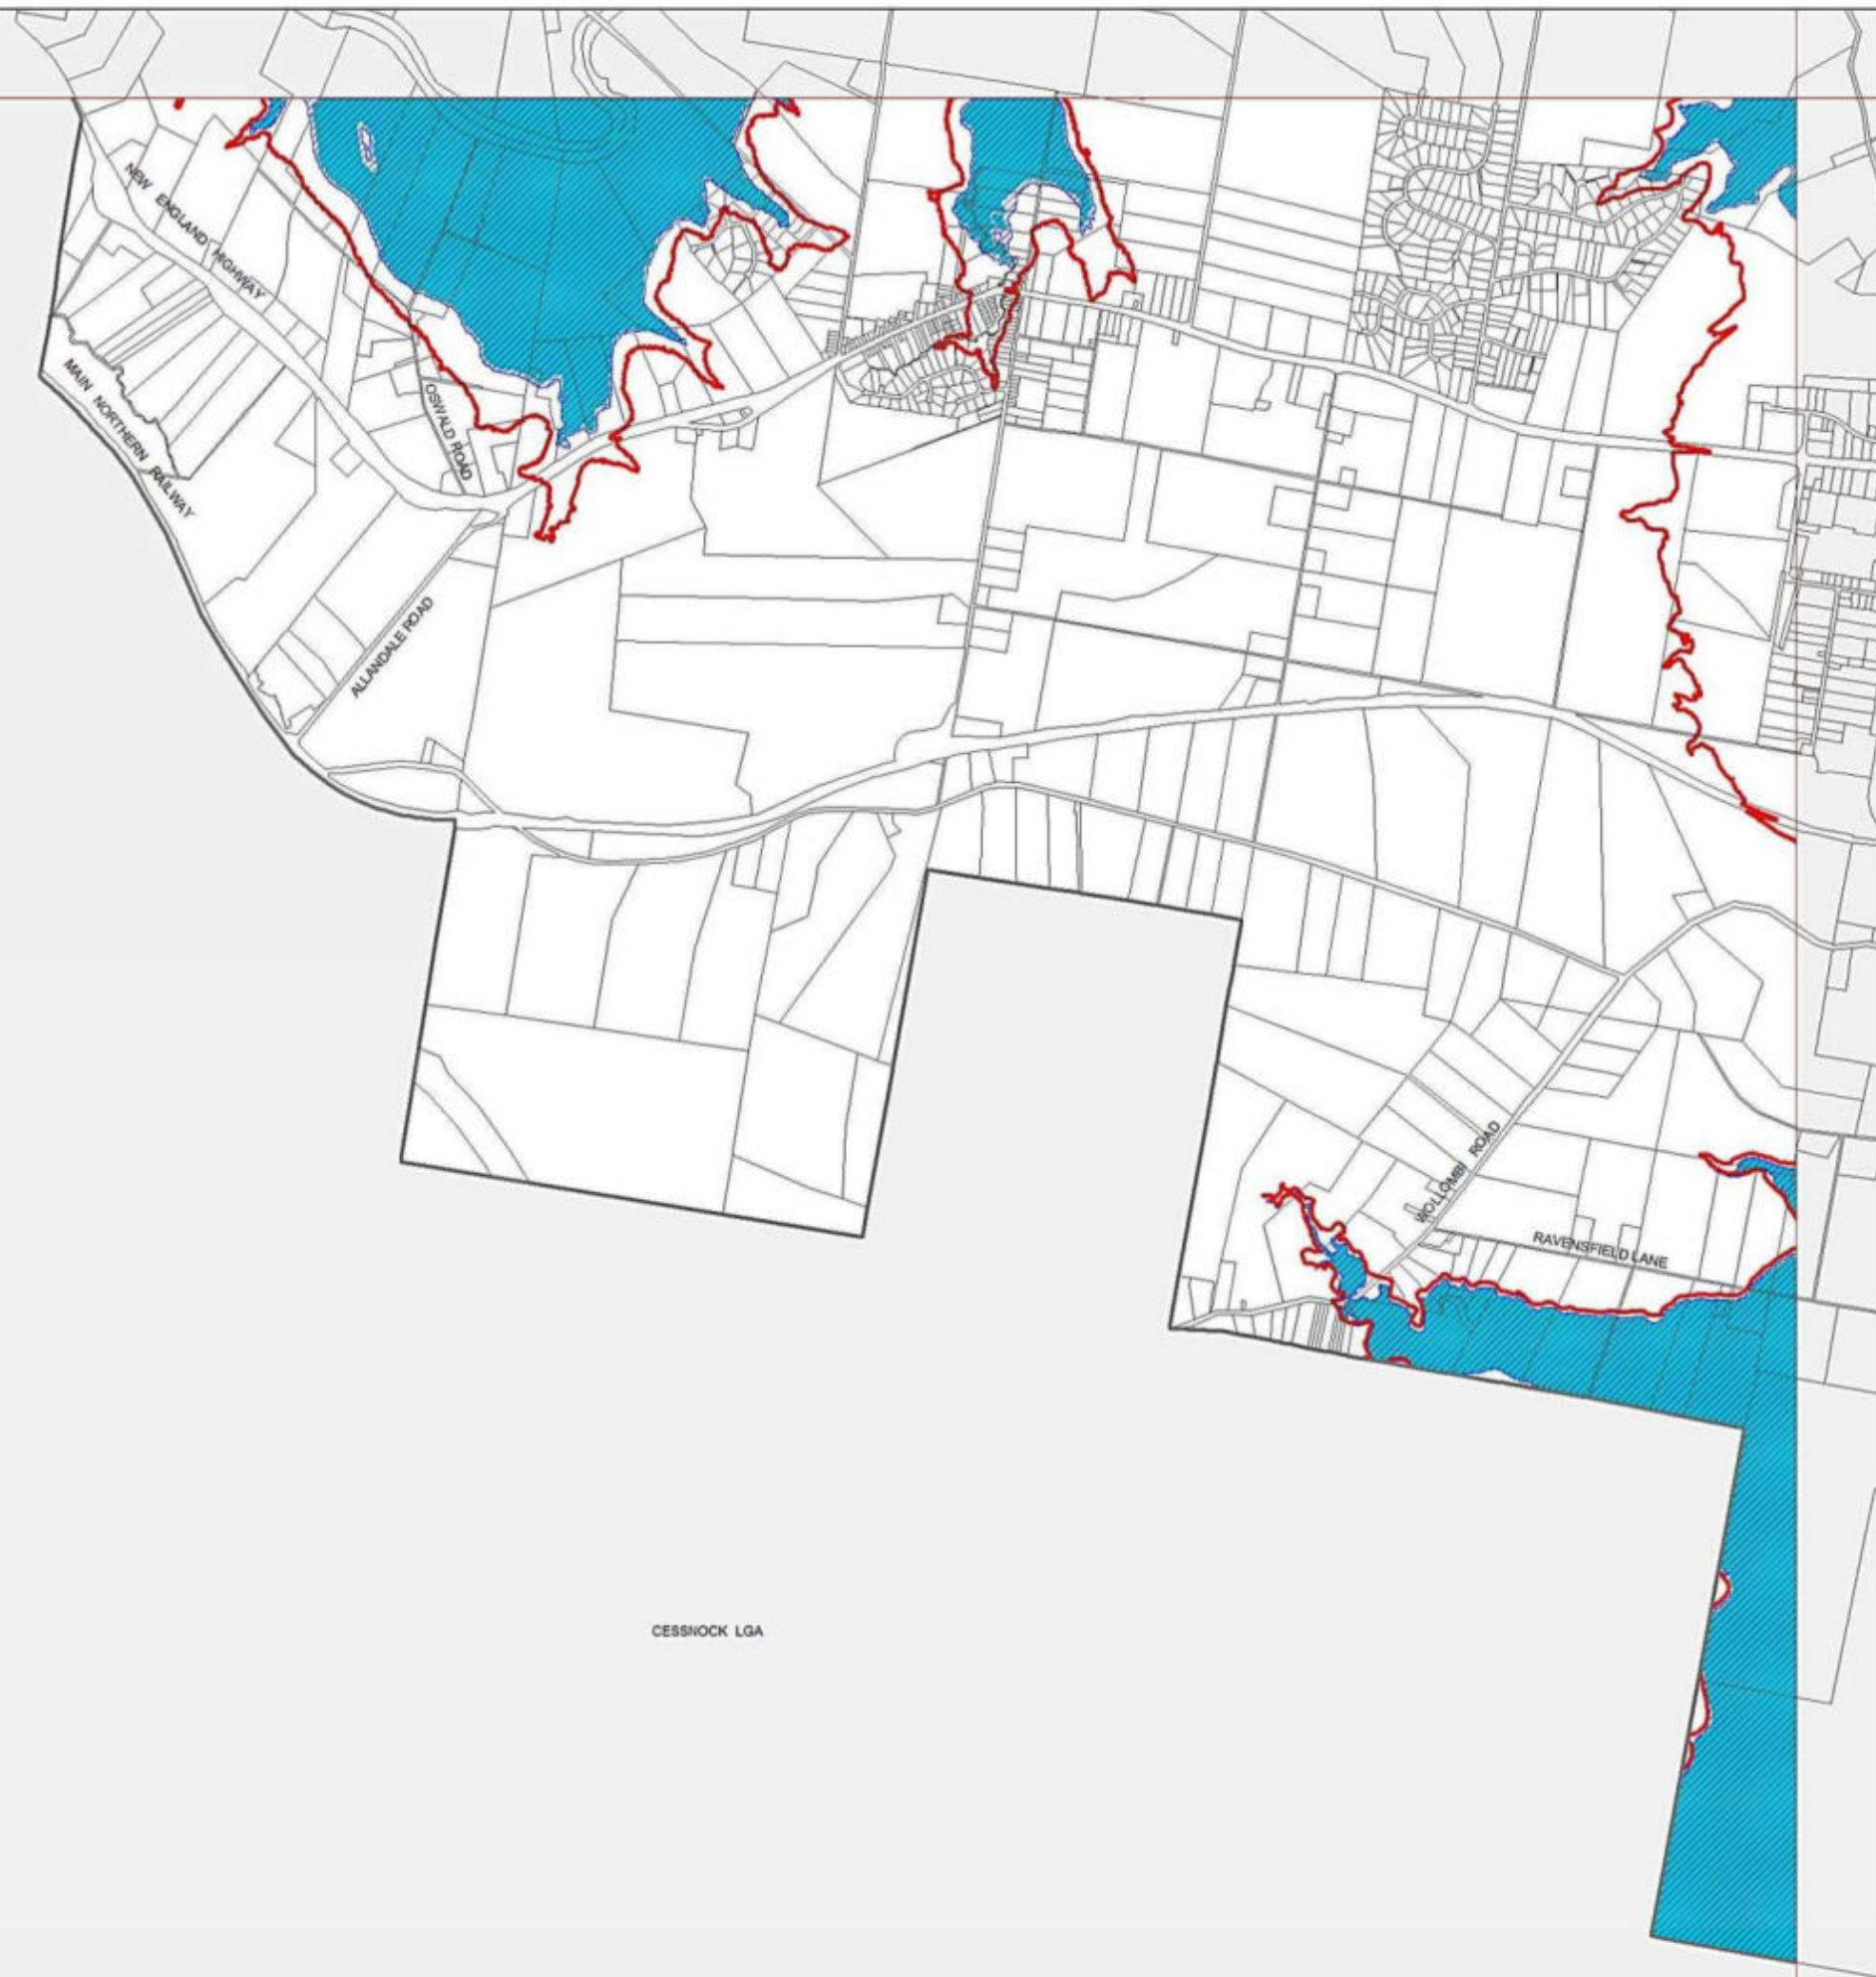 NEW ENGLAND HIGHWAY
MAIN NORTHERN RAILWAY
OSWALD ROAD
ALLANDALE ROAD
WOLLOMBI ROAD
RAVENSFIELD LANE
CESSNOCK LGA